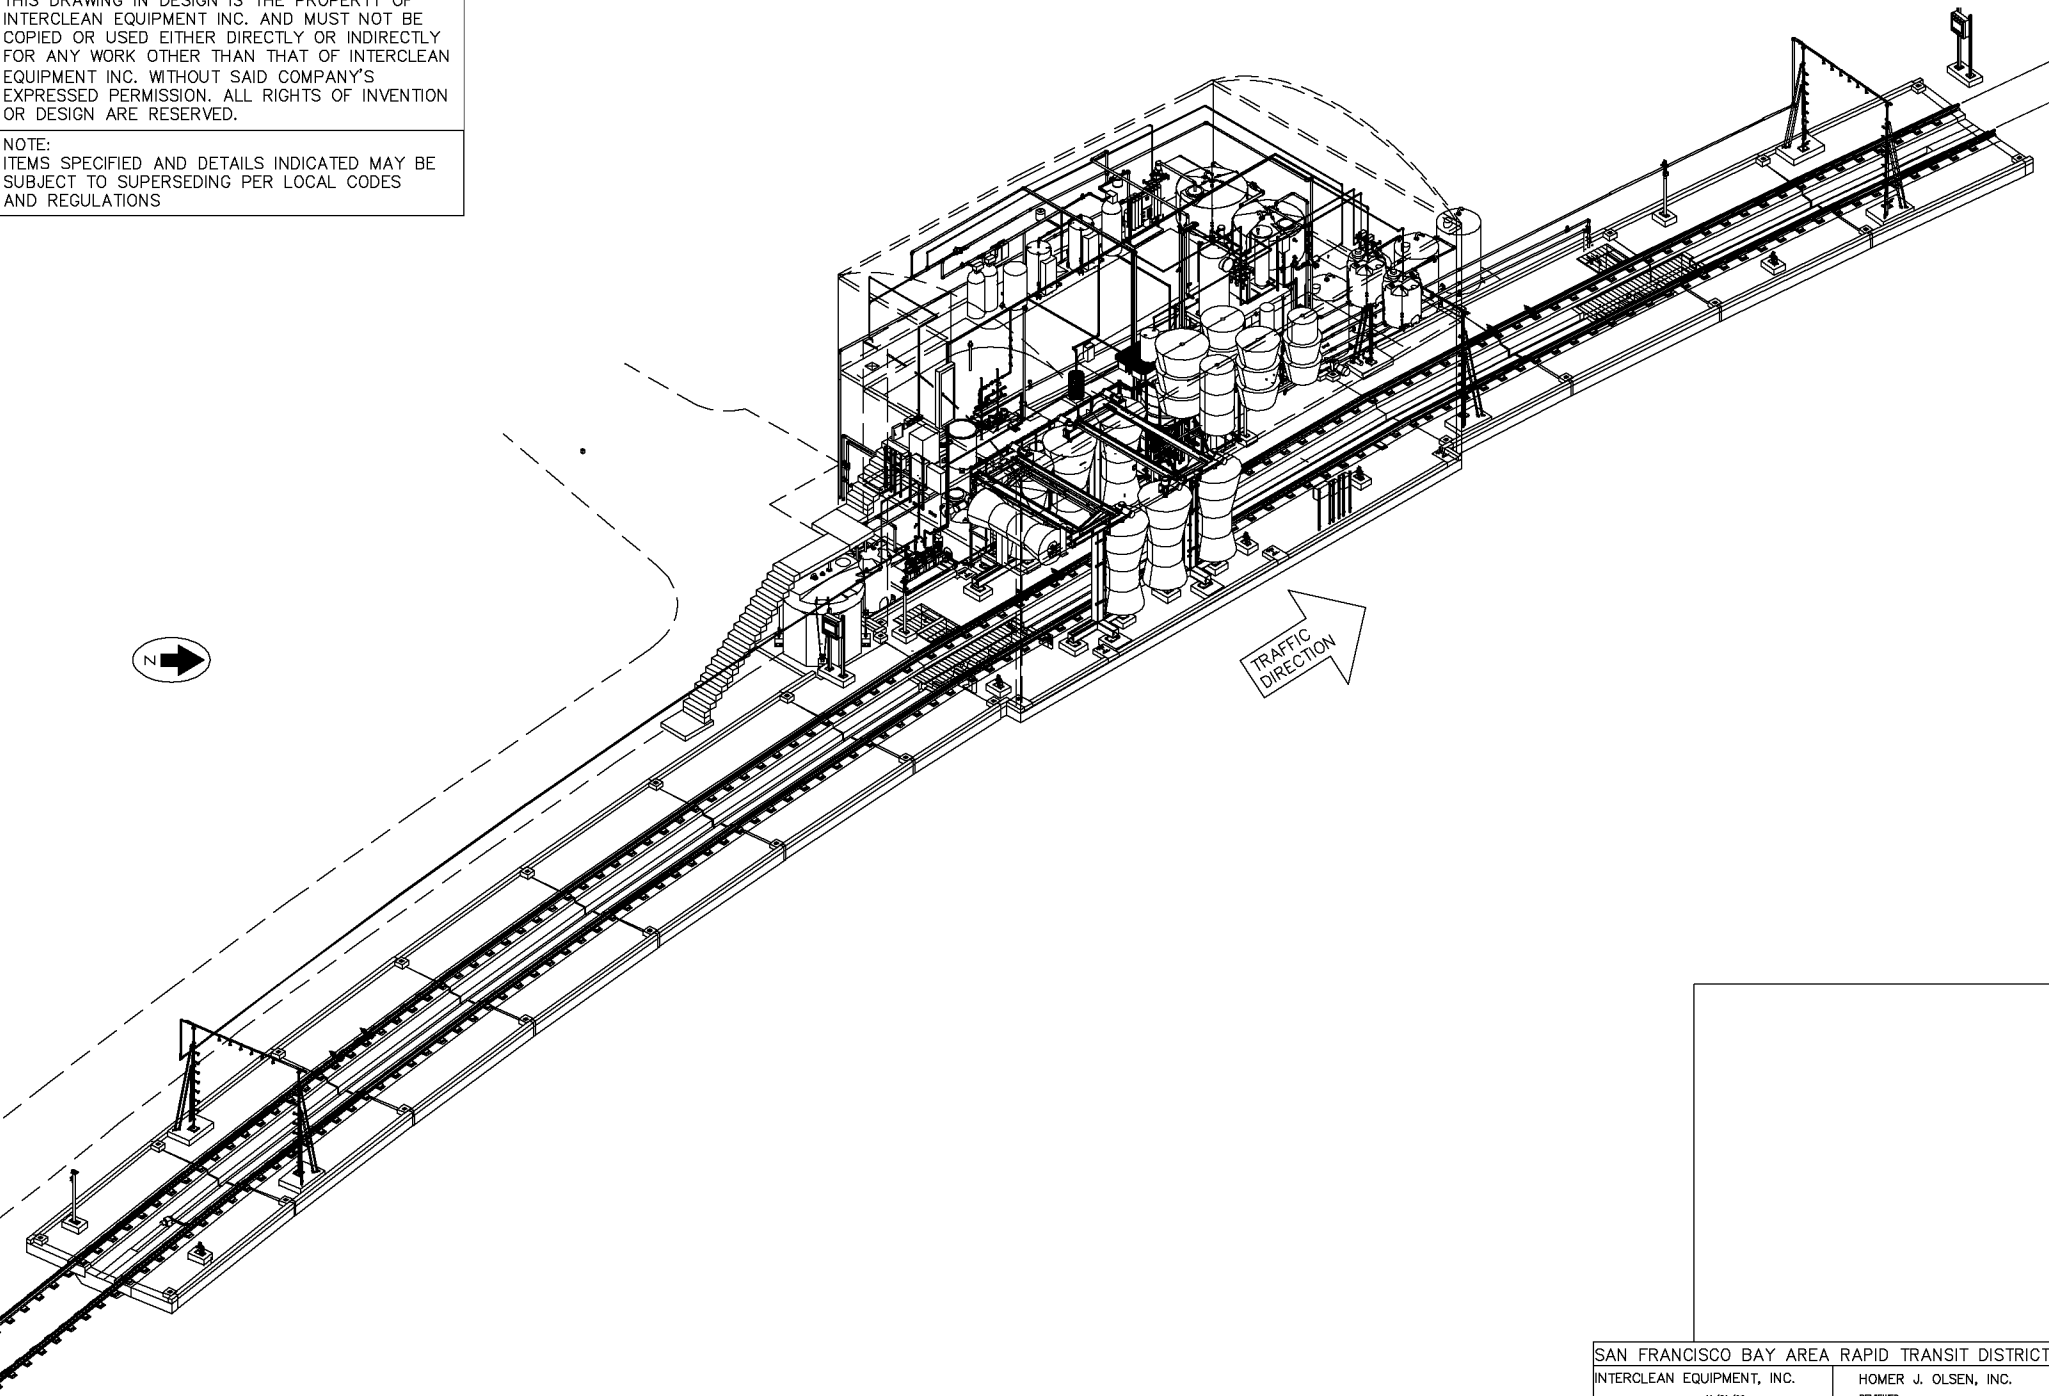 THIS DRAWING IN DESIGN IS THE PROPERTY OF
INTERCLEAN EQUIPMENT INC. AND MUST NOT BE
COPIED OR USED EITHER DIRECTLY OR INDIRECTLY
FOR ANY WORK OTHER THAN THAT OF INTERCLEAN
EQUIPMENT INC. WITHOUT SAID COMPANY'S
EXPRESSED PERMISSION. ALL RIGHTS OF INVENTION
OR DESIGN ARE RESERVED.
NOTE:
ITEMS SPECIFIED AND DETAILS INDICATED MAY BE
SUBJECT TO SUPERSEDING PER LOCAL CODES
AND REGULATIONS
N
TRAFFIC
DIRECTION
SAN FRANCISCO BAY AREA RAPID TRANSIT DISTRICT
INTERCLEAN EQUIPMENT, INC.
HOMER J. OLSEN, INC.